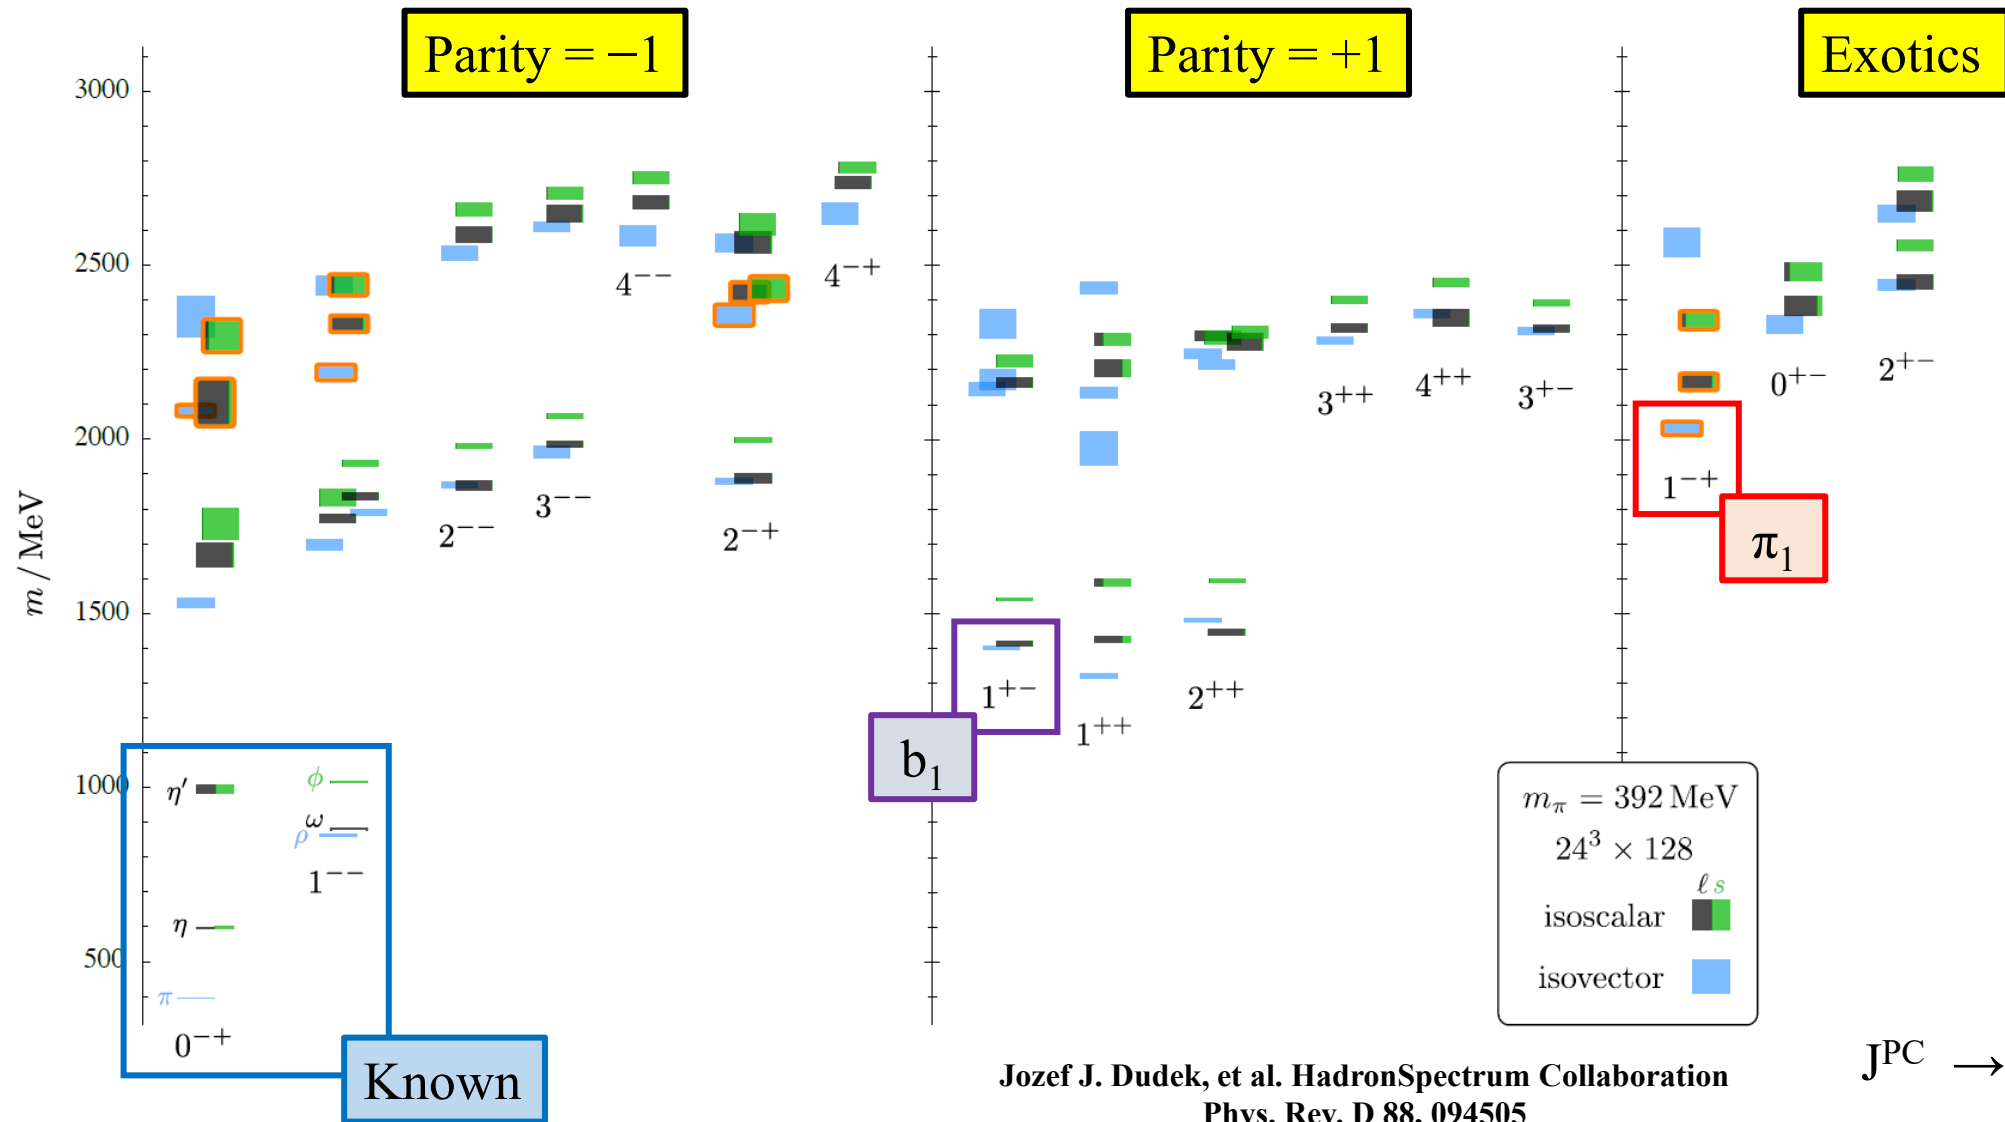 Parity = −1
Parity = +1
Exotics
3000
2500
2000
1500
1000
500
m / MeV
4⁻⁻
4⁻⁺
2⁻⁻
3⁻⁻
2⁻⁺
η′
ϕ
ω
ρ
1⁻⁻
η
π
0⁻⁺
Known
3⁺⁺
4⁺⁺
3⁺⁻
1⁺⁻
1⁺⁺
2⁺⁺
b₁
0⁺⁻
2⁺⁻
1⁻⁺
π₁
m_π = 392 MeV
24³ × 128
ℓ s
isoscalar
isovector
Jᴾᶜ →
Jozef J. Dudek, et al. HadronSpectrum Collaboration
Phys. Rev. D 88, 094505